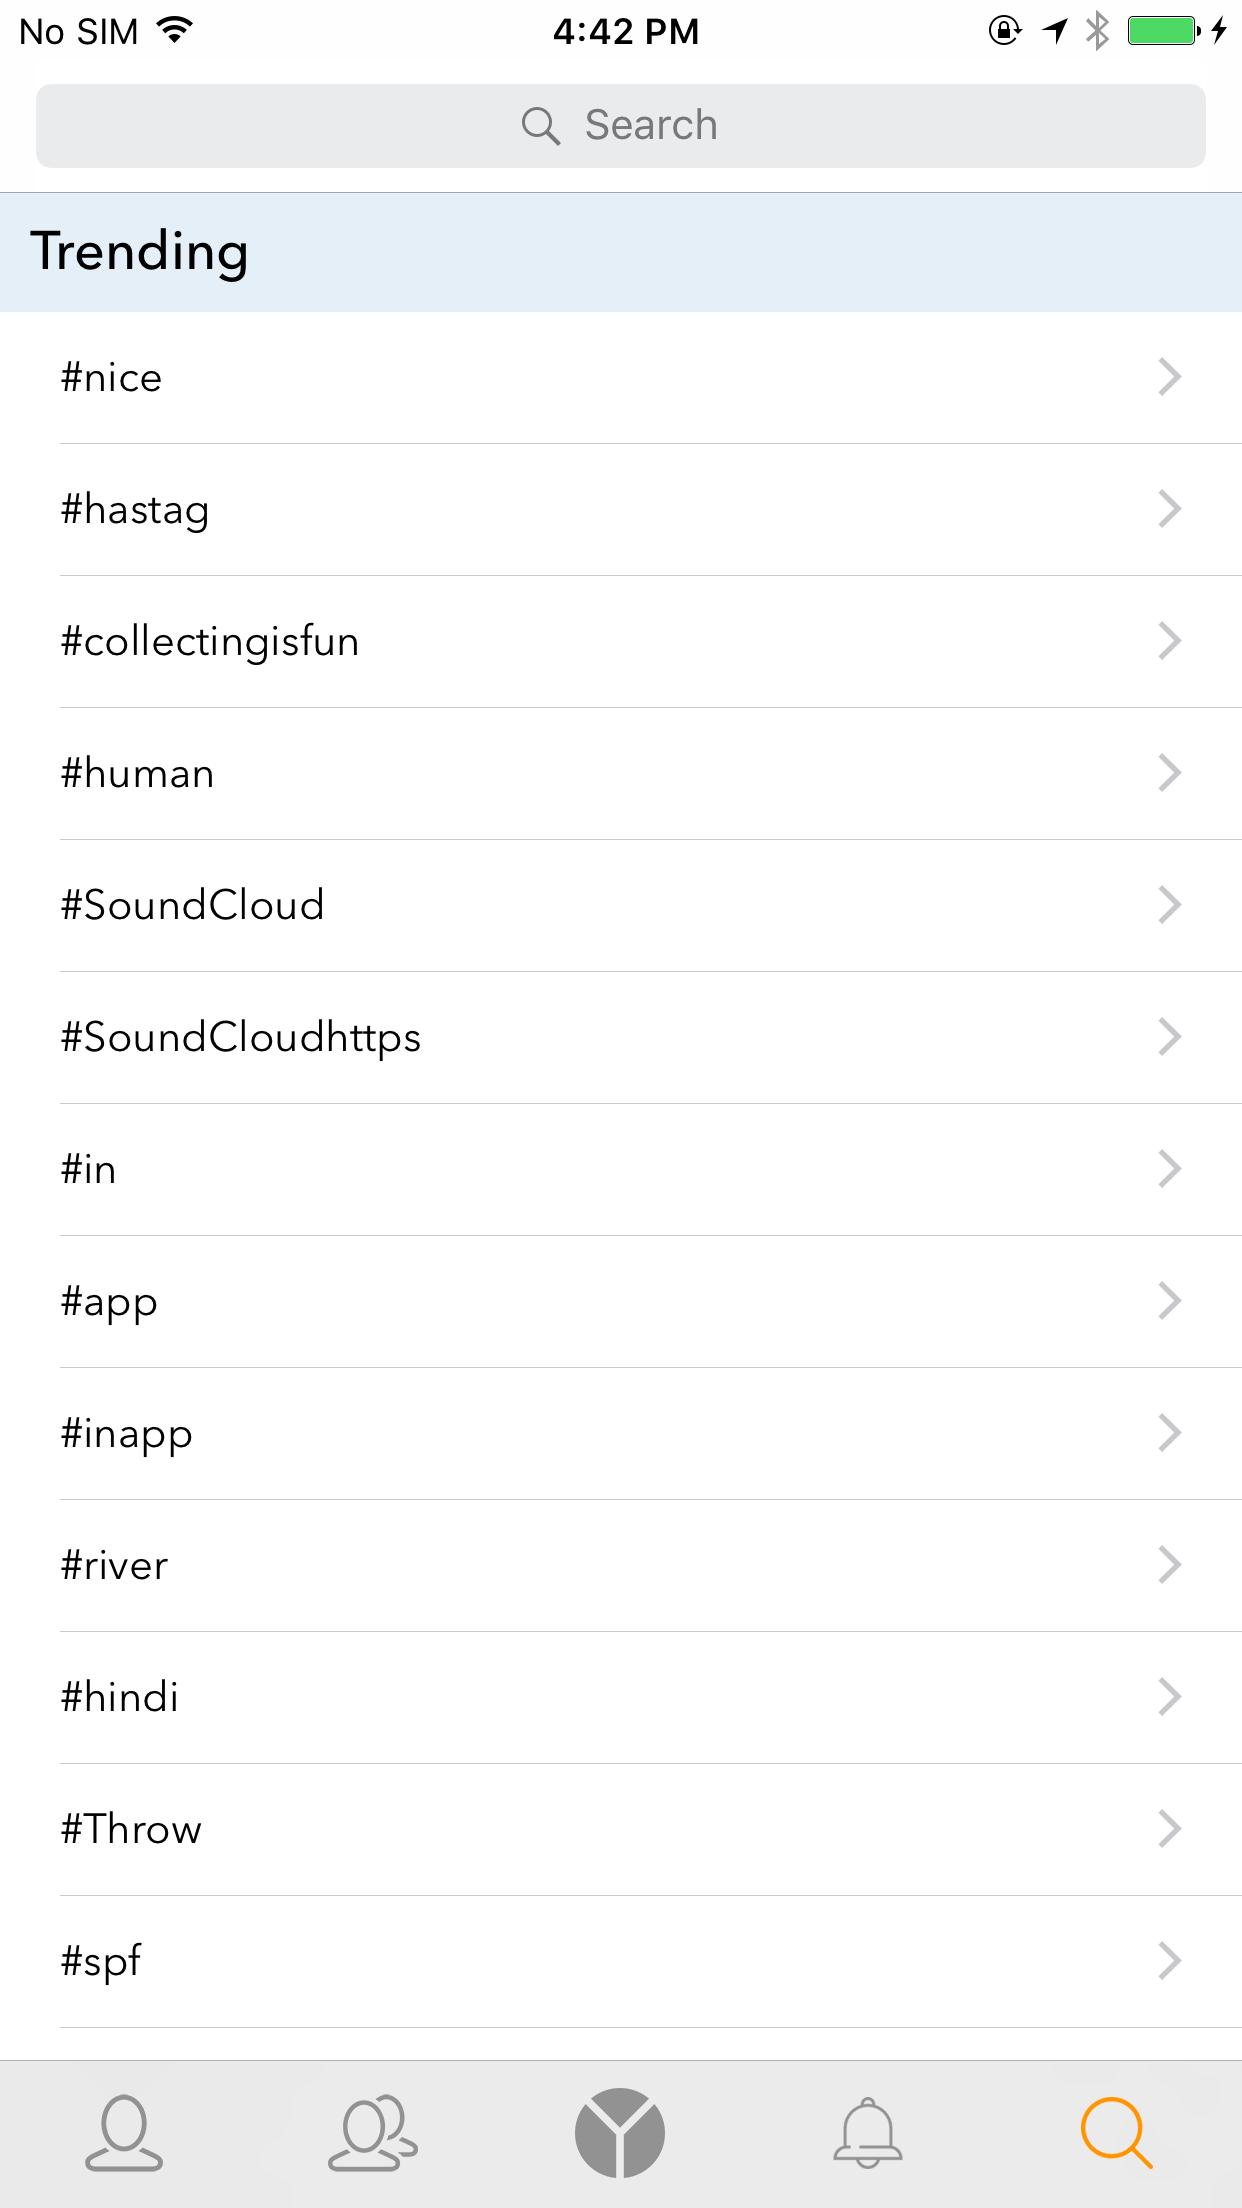 No SIM 4:42 PM
Search
Trending
#nice
#hastag
#collectingisfun
#human
#SoundCloud
#SoundCloudhttps
#in
#app
#inapp
#river
#hindi
#Throw
#spf